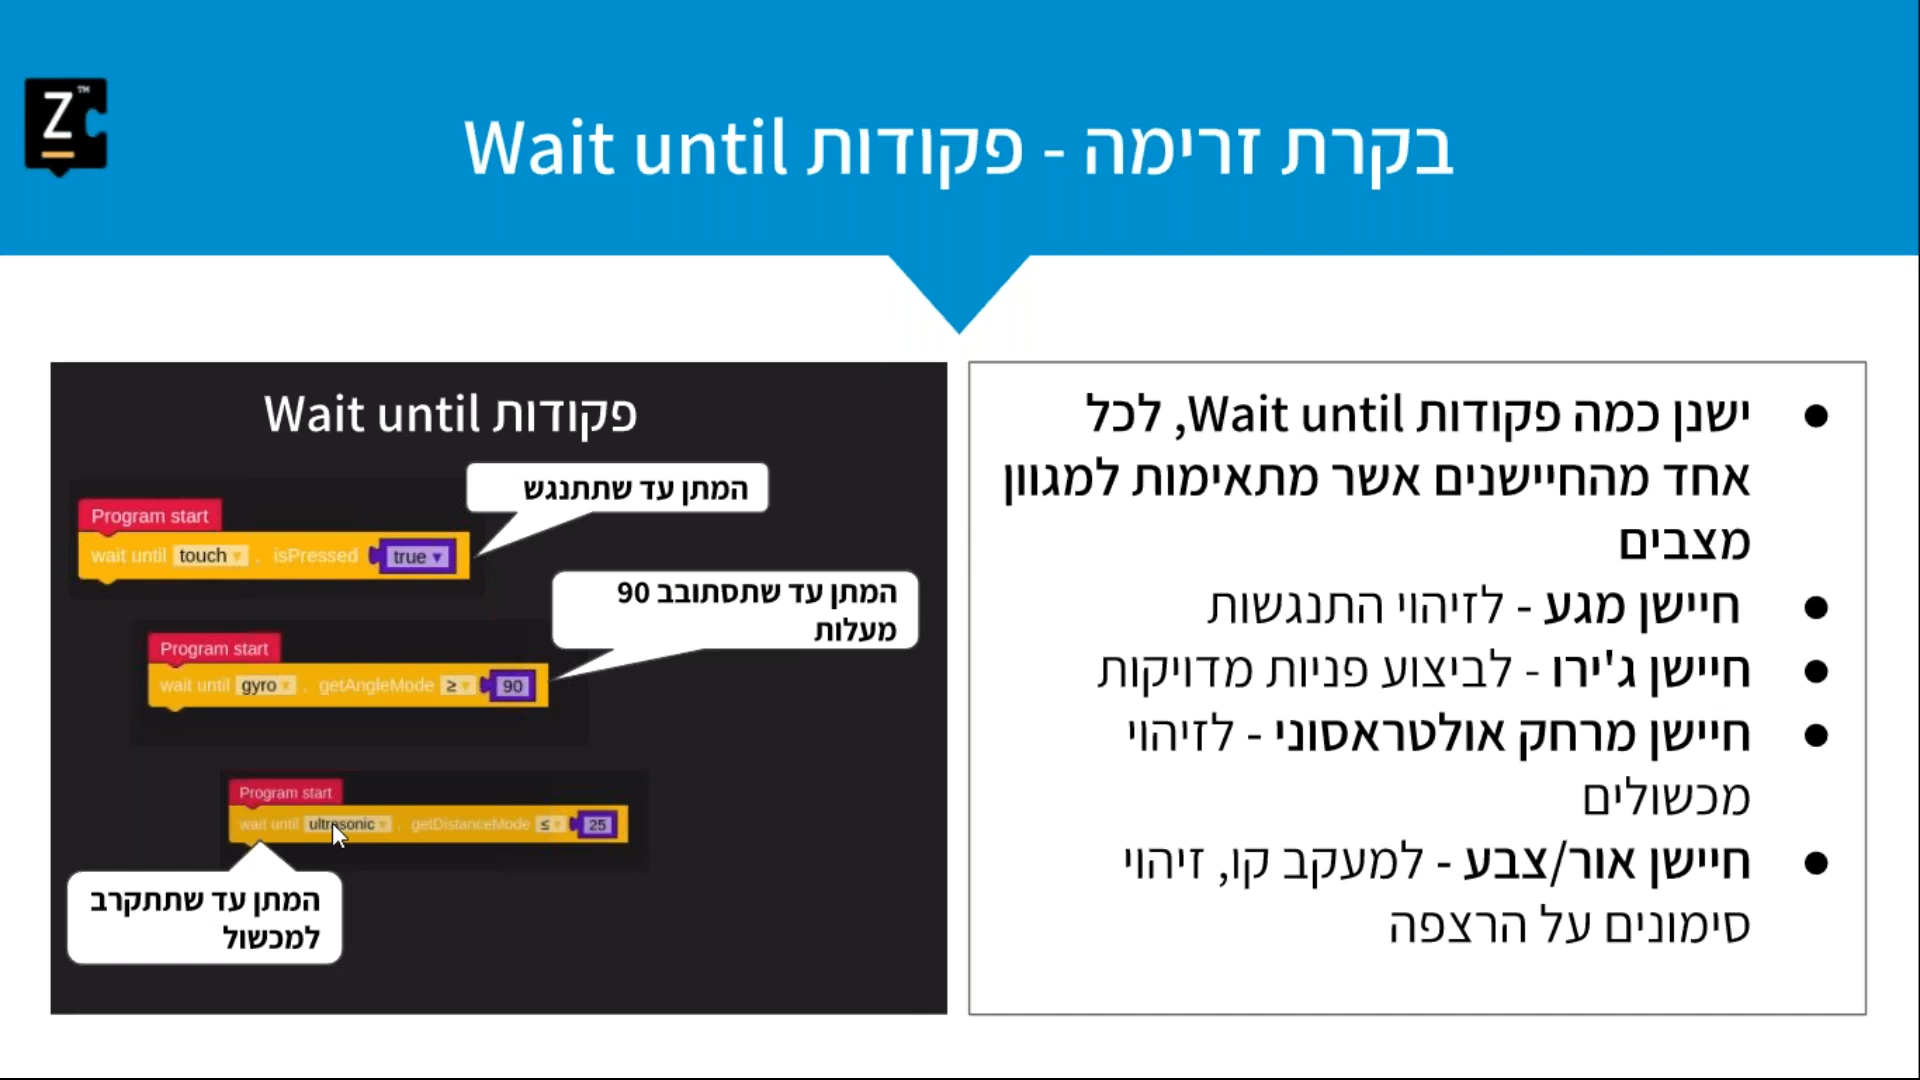 Z™
בקרת זרימה - פקודות Wait until
ישנן כמה פקודות Wait until, לכל
אחד מהחיישנים אשר מתאימות למגוון
מצבים
חיישן מגע - לזיהוי התנגשות
חיישן ג'ירו - לביצוע פניות מדויקות
חיישן מרחק אולטראסוני - לזיהוי
מכשולים
חיישן אור/צבע - למעקב קו, זיהוי
סימונים על הרצפה
פקודות Wait until
המתן עד שתתנגש
Program start
wait until touch . isPressed true
המתן עד שתסתובב 90
מעלות
Program start
wait until gyro . getAngleMode ≥ 90
Program start
wait until ultrasonic . getDistanceMode ≤ 25
המתן עד שתתקרב
למכשול